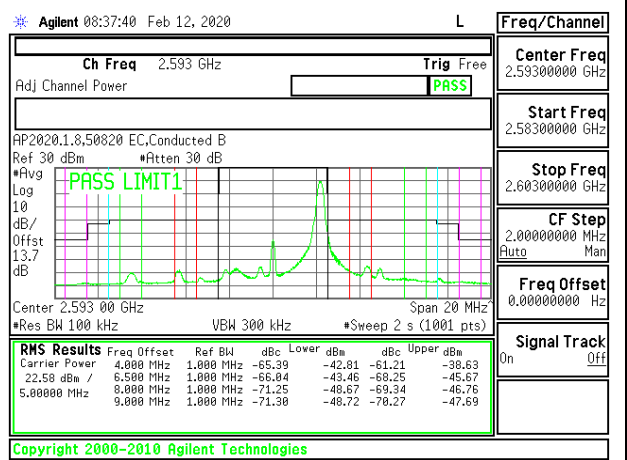 Agilent 08:37:40 Feb 12, 2020 L Freq/Channel
Ch Freq 2.593 GHz Trig Free
Adj Channel Power PASS
Center Freq
2.59300000 GHz
Start Freq
2.58300000 GHz
Stop Freq
2.60300000 GHz
CF Step
2.00000000 MHz
Auto Man
Freq Offset
0.00000000 Hz
Signal Track
On Off
AP2020.1.8,50820 EC,Conducted B
Ref 30 dBm #Atten 30 dB
#Avg
Log
10
dB/
Offst
13.7
dB
PASS LIMIT1
Center 2.593 00 GHz Span 20 MHz^
#Res BW 100 kHz VBW 300 kHz #Sweep 2 s (1001 pts)
RMS Results Freq Offset Ref BW dBc Lower dBm dBc Upper dBm
Carrier Power 4.000 MHz 1.000 MHz -65.39 -42.81 -61.21 -38.63
22.58 dBm / 6.500 MHz 1.000 MHz -66.04 -43.46 -68.25 -45.67
5.00000 MHz 8.000 MHz 1.000 MHz -71.25 -48.67 -69.34 -46.76
9.000 MHz 1.000 MHz -71.30 -48.72 -70.27 -47.69
Copyright 2000-2010 Agilent Technologies